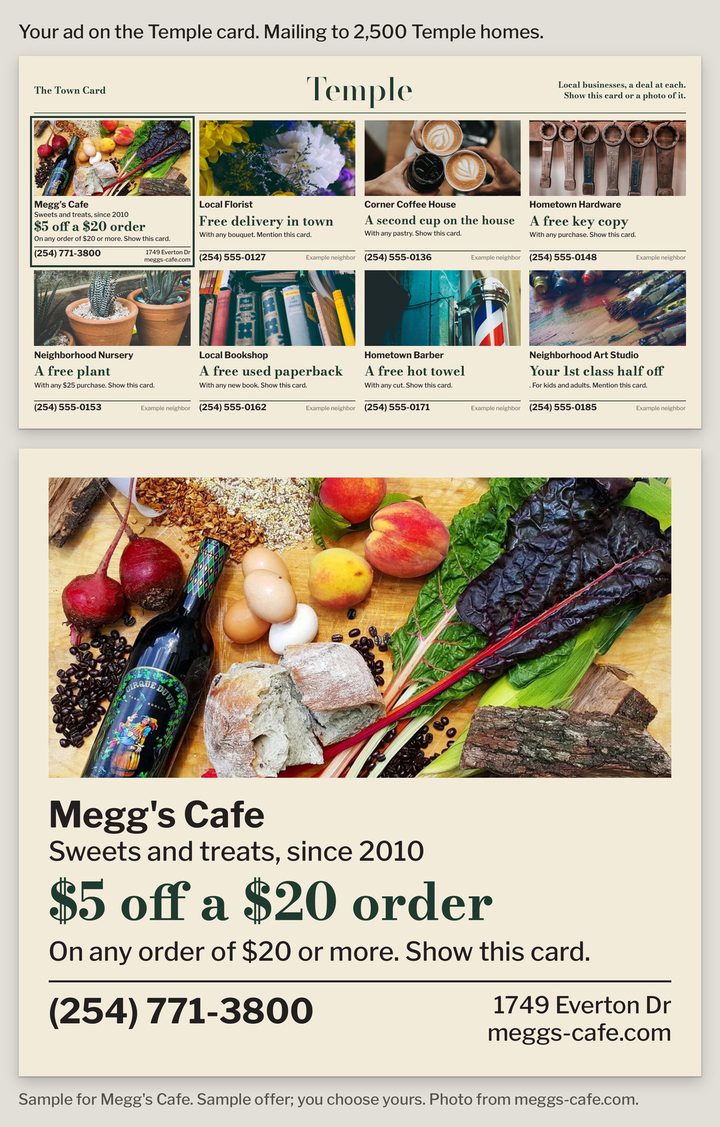 Your ad on the Temple card. Mailing to 2,500 Temple homes.
The Town Card
Temple
Local businesses, a deal at each.
Show this card or a photo of it.
Megg's Cafe
Sweets and treats, since 2010
$5 off a $20 order
On any order of $20 or more. Show this card.
(254) 771-3800
1749 Everton Dr
meggs-cafe.com
Local Florist
Free delivery in town
With any bouquet. Mention this card.
(254) 555-0127
Example neighbor
Corner Coffee House
A second cup on the house
With any pastry. Show this card.
(254) 555-0136
Example neighbor
Hometown Hardware
A free key copy
With any purchase. Show this card.
(254) 555-0148
Example neighbor
Neighborhood Nursery
A free plant
With any $25 purchase. Show this card.
(254) 555-0153
Example neighbor
Local Bookshop
A free used paperback
With any new book. Show this card.
(254) 555-0162
Example neighbor
Hometown Barber
A free hot towel
With any cut. Show this card.
(254) 555-0171
Example neighbor
Neighborhood Art Studio
Your 1st class half off
. For kids and adults. Mention this card.
(254) 555-0185
Example neighbor
CIRQUE DU VIN
Megg's Cafe
Sweets and treats, since 2010
$5 off a $20 order
On any order of $20 or more. Show this card.
(254) 771-3800
1749 Everton Dr
meggs-cafe.com
Sample for Megg's Cafe. Sample offer; you choose yours. Photo from meggs-cafe.com.